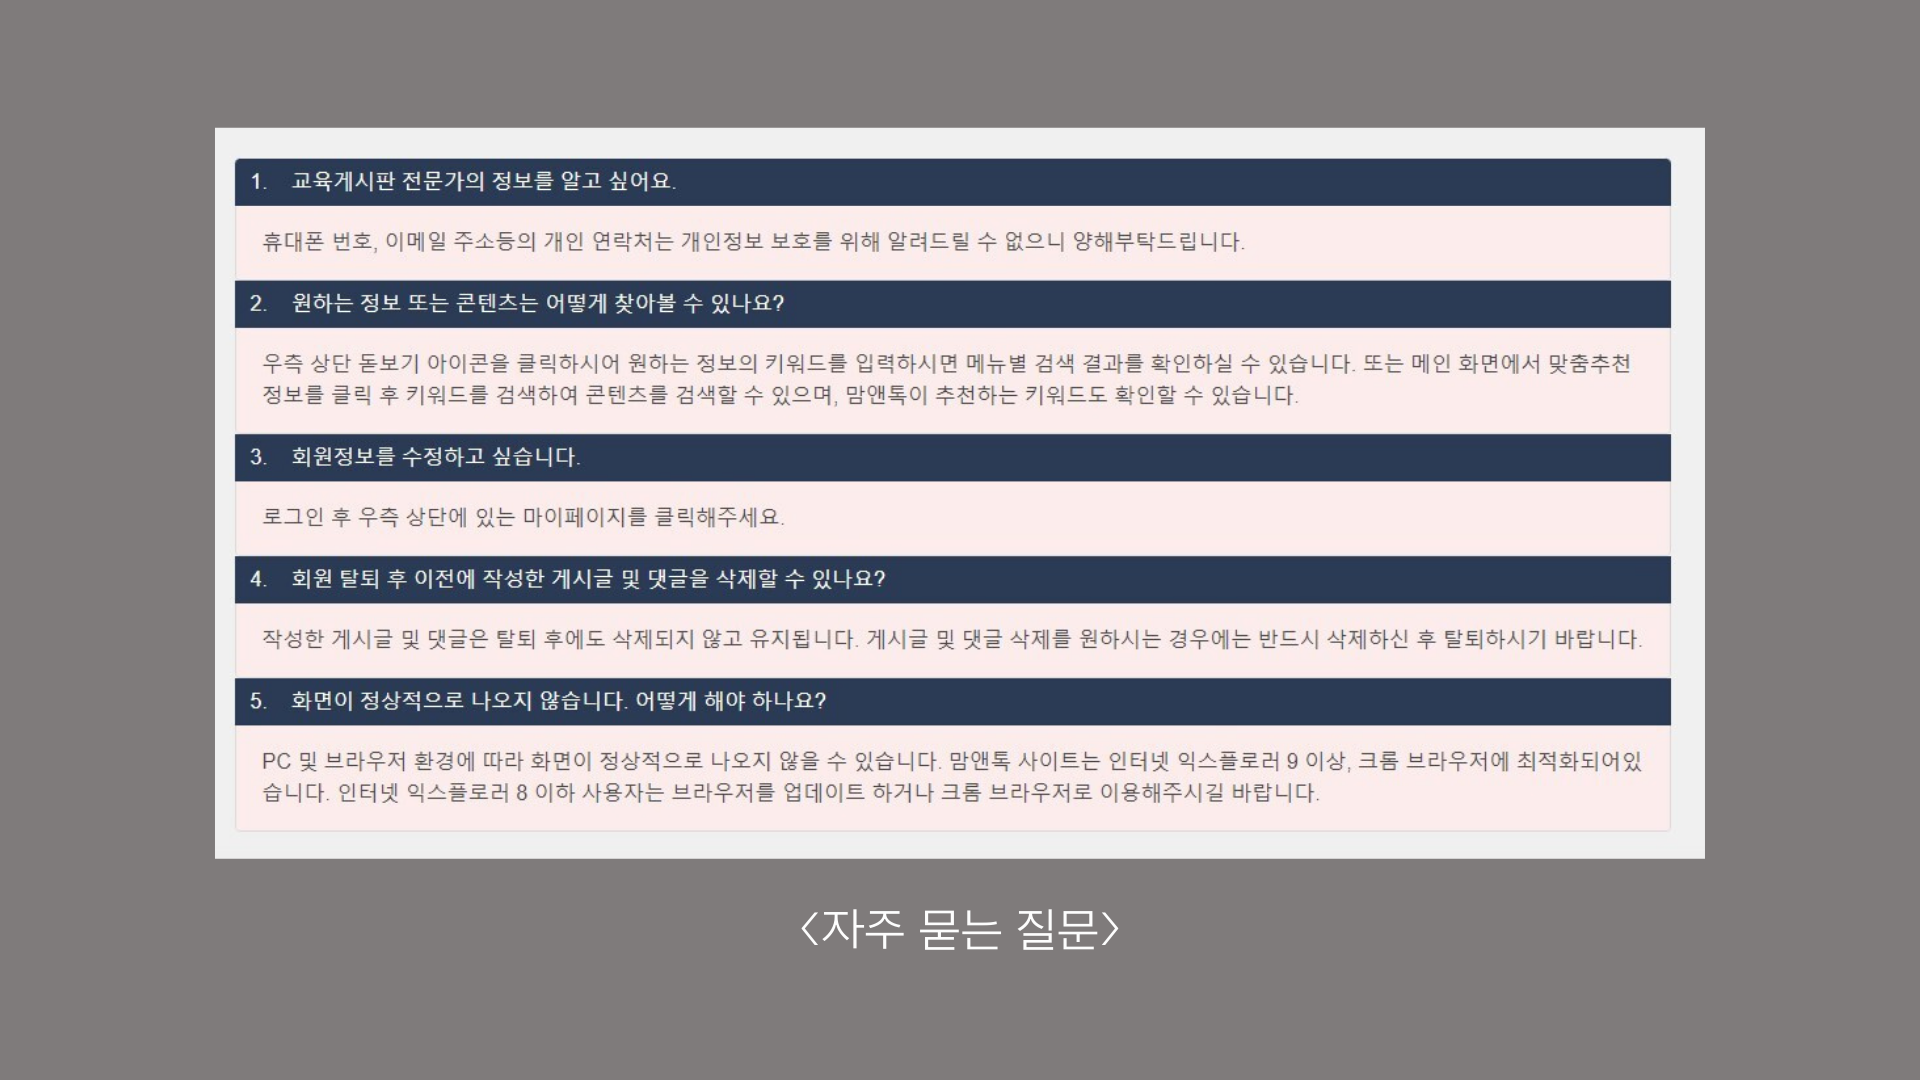 1. 교육게시판 전문가의 정보를 알고 싶어요.
휴대폰 번호, 이메일 주소등의 개인 연락처는 개인정보 보호를 위해 알려드릴 수 없으니 양해부탁드립니다.
2. 원하는 정보 또는 콘텐츠는 어떻게 찾아볼 수 있나요?
우측 상단 돋보기 아이콘을 클릭하시어 원하는 정보의 키워드를 입력하시면 메뉴별 검색 결과를 확인하실 수 있습니다. 또는 메인 화면에서 맞춤추천
정보를 클릭 후 키워드를 검색하여 콘텐츠를 검색할 수 있으며, 맘앤톡이 추천하는 키워드도 확인할 수 있습니다.
3. 회원정보를 수정하고 싶습니다.
로그인 후 우측 상단에 있는 마이페이지를 클릭해주세요.
4. 회원 탈퇴 후 이전에 작성한 게시글 및 댓글을 삭제할 수 있나요?
작성한 게시글 및 댓글은 탈퇴 후에도 삭제되지 않고 유지됩니다. 게시글 및 댓글 삭제를 원하시는 경우에는 반드시 삭제하신 후 탈퇴하시기 바랍니다.
5. 화면이 정상적으로 나오지 않습니다. 어떻게 해야 하나요?
PC 및 브라우저 환경에 따라 화면이 정상적으로 나오지 않을 수 있습니다. 맘앤톡 사이트는 인터넷 익스플로러 9 이상, 크롬 브라우저에 최적화되어있
습니다. 인터넷 익스플로러 8 이하 사용자는 브라우저를 업데이트 하거나 크롬 브라우저로 이용해주시길 바랍니다.
<자주 묻는 질문>